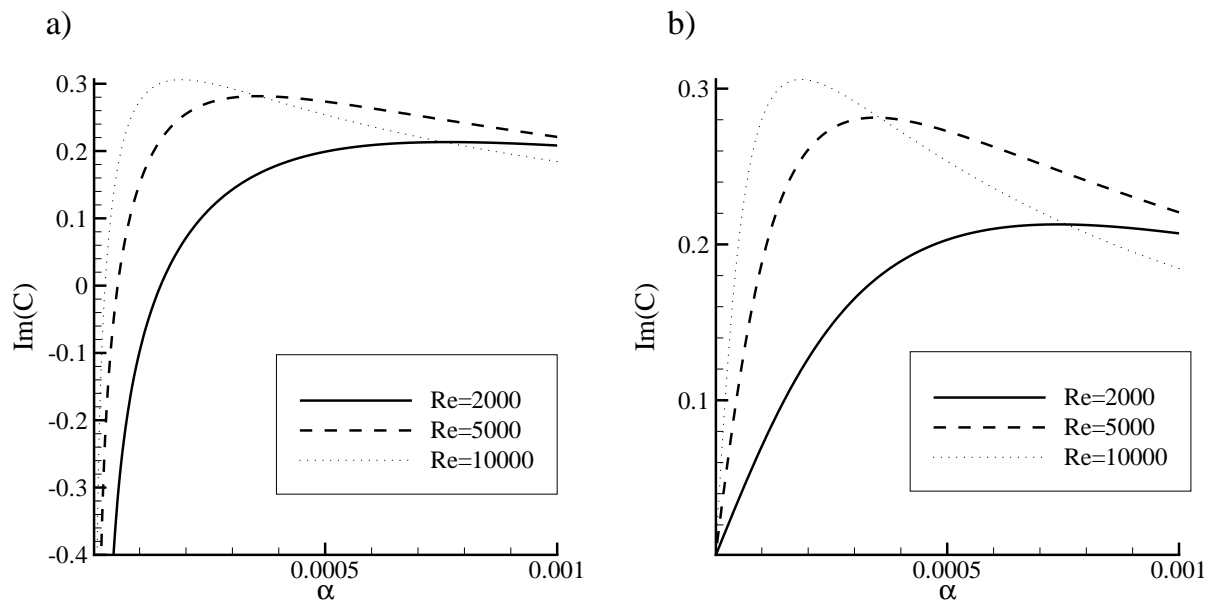 a)
0.3
0.2
0.1
0
-0.1
-0.2
-0.3
-0.4
Im(C)
Re=2000
Re=5000
Re=10000
0.0005
0.001
α
b)
0.3
0.2
0.1
Im(C)
Re=2000
Re=5000
Re=10000
0.0005
0.001
α